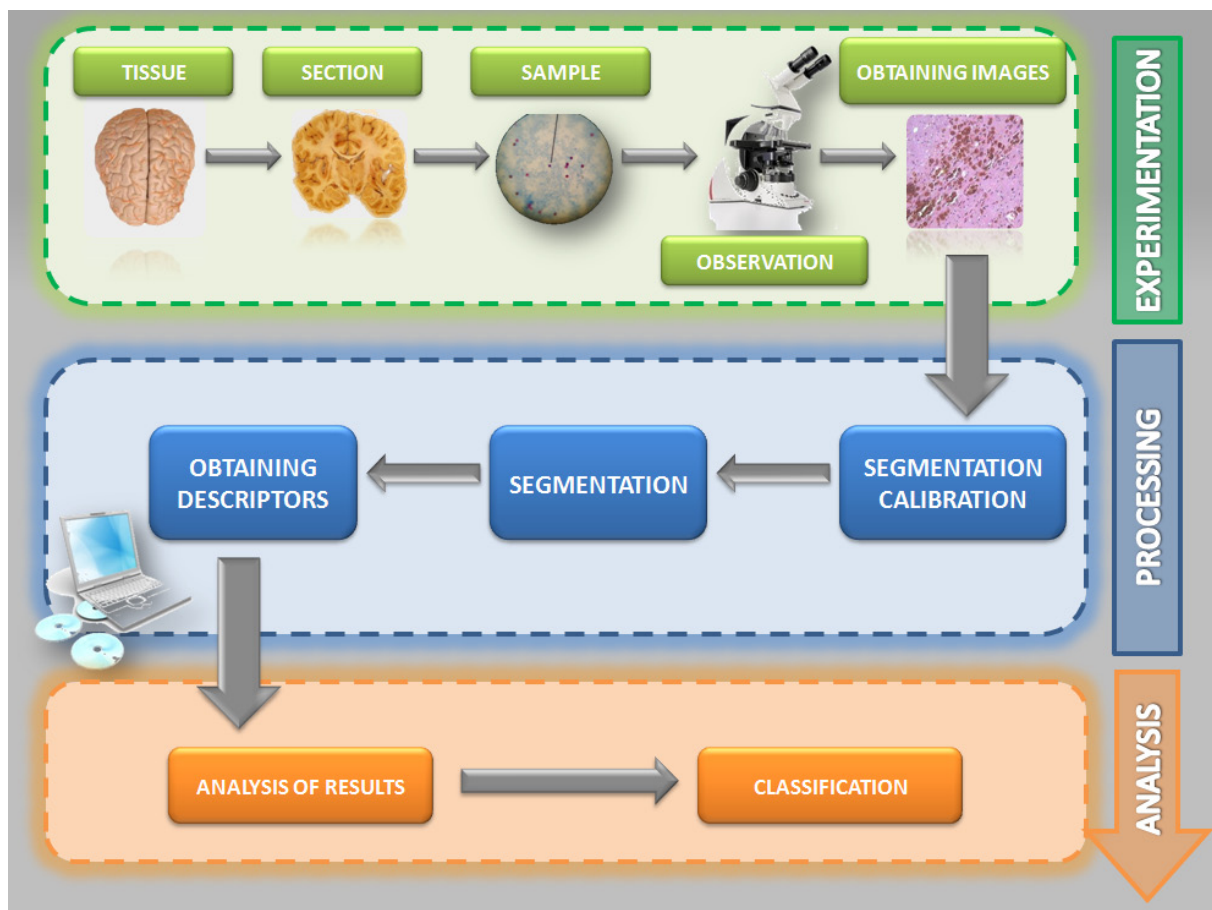 TISSUE
SECTION
SAMPLE
OBTAINING IMAGES
OBSERVATION
EXPERIMENTATION
SEGMENTATION
CALIBRATION
SEGMENTATION
OBTAINING
DESCRIPTORS
PROCESSING
ANALYSIS OF RESULTS
CLASSIFICATION
ANALYSIS